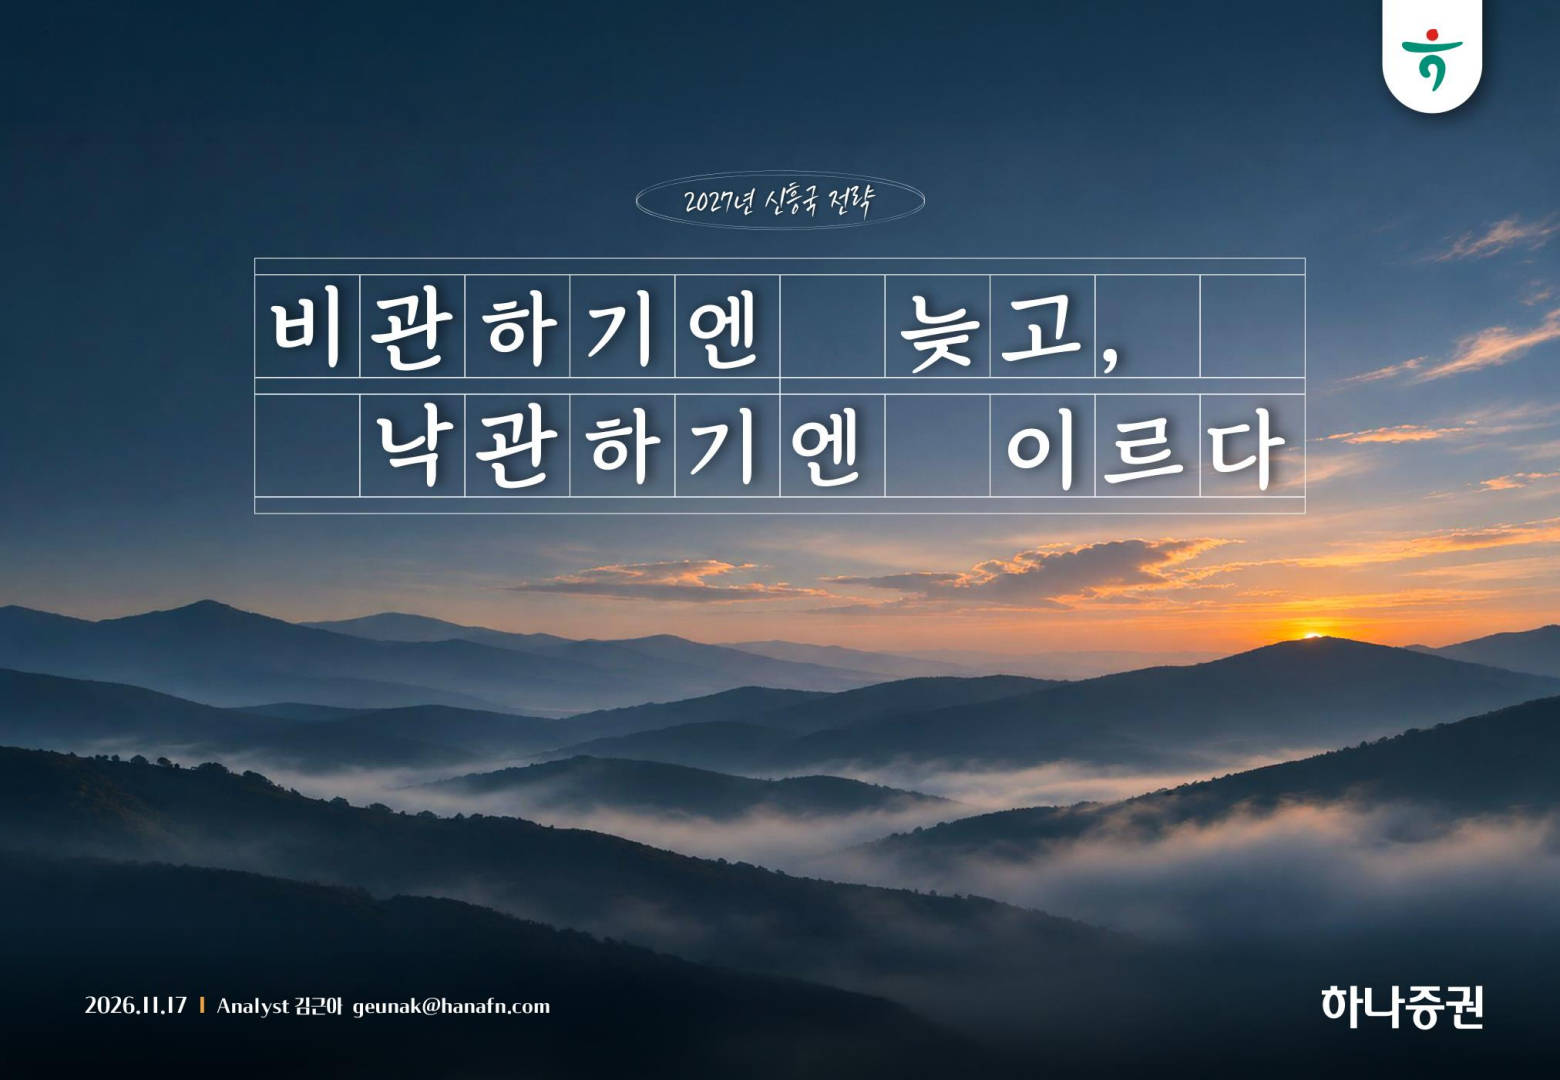 2027년 신흥국 전략
비관하기엔 늦고,
낙관하기엔 이르다
2026.11.17 | Analyst 김근아 geunak@hanafn.com
하나증권